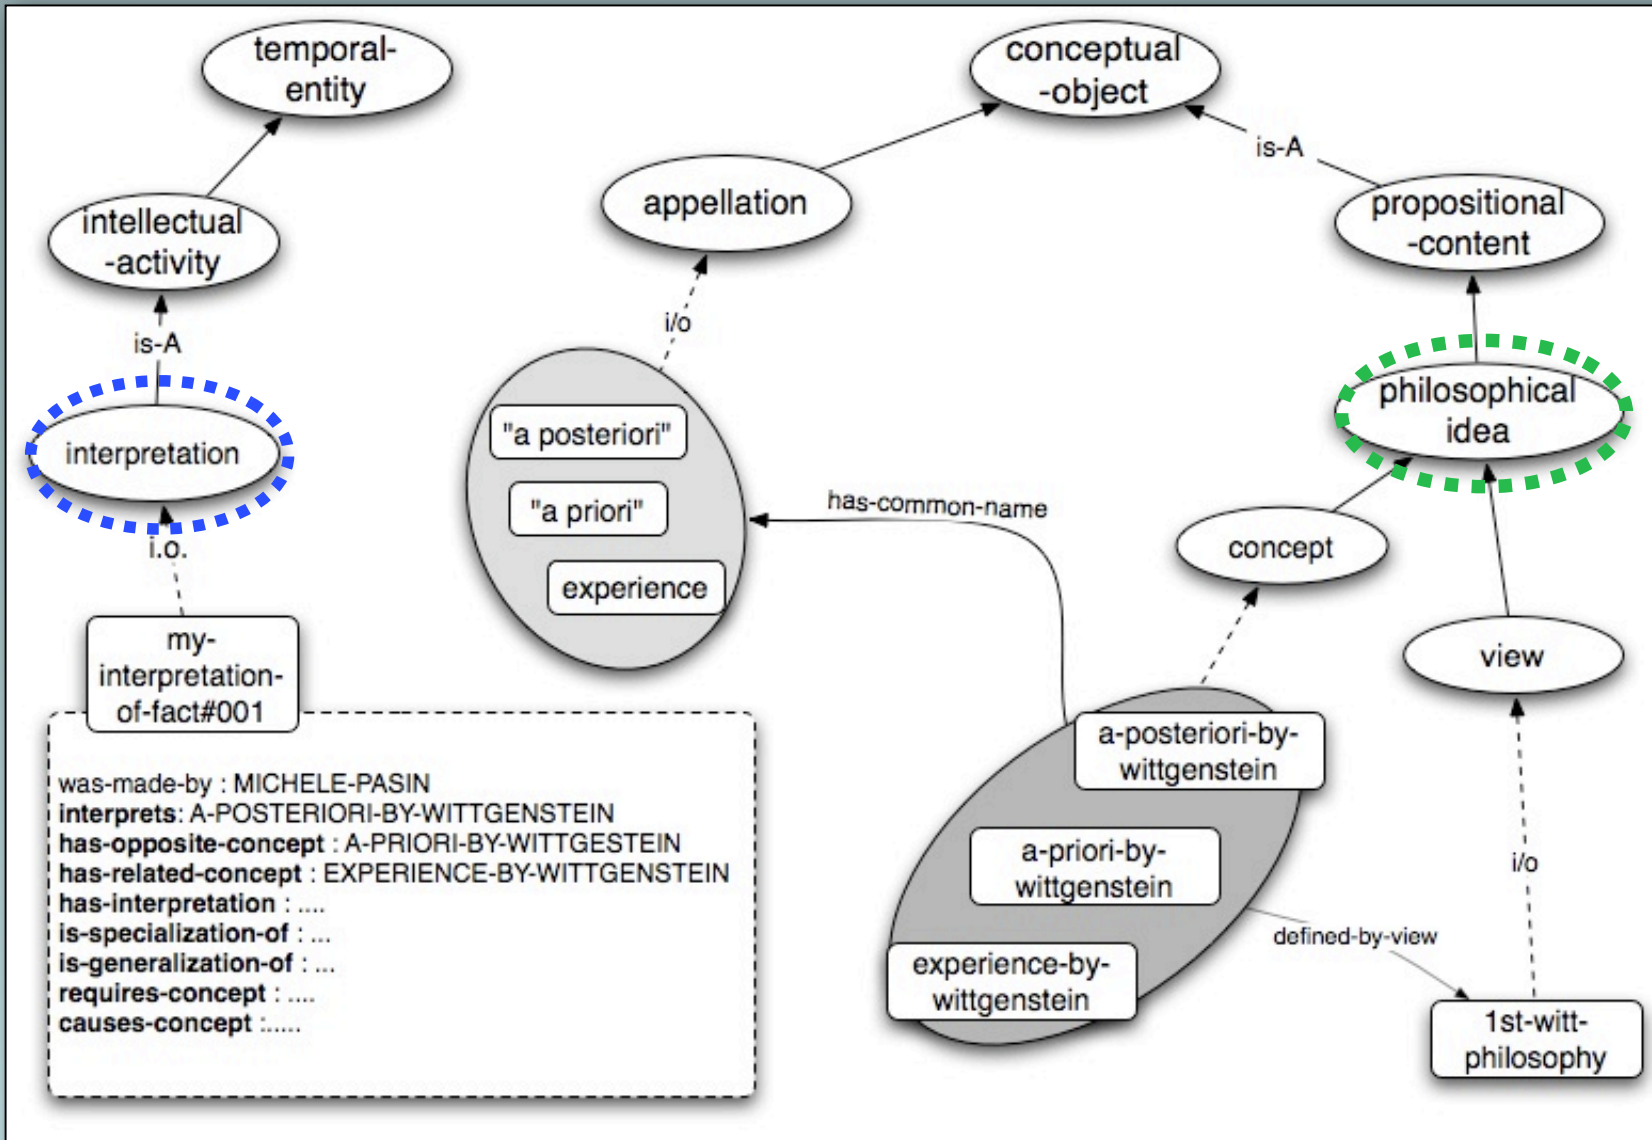 temporal-
entity
conceptual
-object
is-A
intellectual
-activity
appellation
propositional
-content
is-A
i/o
philosophical
idea
interpretation
"a posteriori"
"a priori"
experience
has-common-name
concept
i.o.
my-
interpretation-
of-fact#001
view
was-made-by : MICHELE-PASIN
interprets: A-POSTERIORI-BY-WITTGENSTEIN
has-opposite-concept : A-PRIORI-BY-WITTGESTEIN
has-related-concept : EXPERIENCE-BY-WITTGENSTEIN
has-interpretation : ....
is-specialization-of : ...
is-generalization-of : ...
requires-concept : ....
causes-concept :.....
a-posteriori-by-
wittgenstein
a-priori-by-
wittgenstein
experience-by-
wittgenstein
i/o
defined-by-view
1st-witt-
philosophy